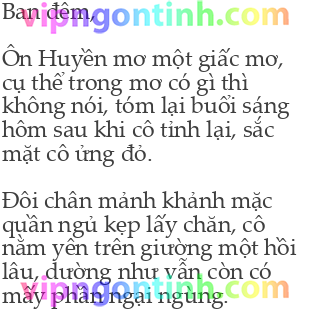 Ban đêm,
vipngontinh.com
Ôn Huyền mơ một giấc mơ,
cụ thể trong mơ có gì thì
không nói, tóm lại buổi sáng
hôm sau khi cô tỉnh lại, sắc
mặt cô ửng đỏ.
Đôi chân mảnh khảnh mặc
quần ngủ kẹp lấy chăn, cô
nằm yên trên giường một hồi
lâu, dường như vẫn còn có
mấy phần ngại ngùng.
vipngontinh.com